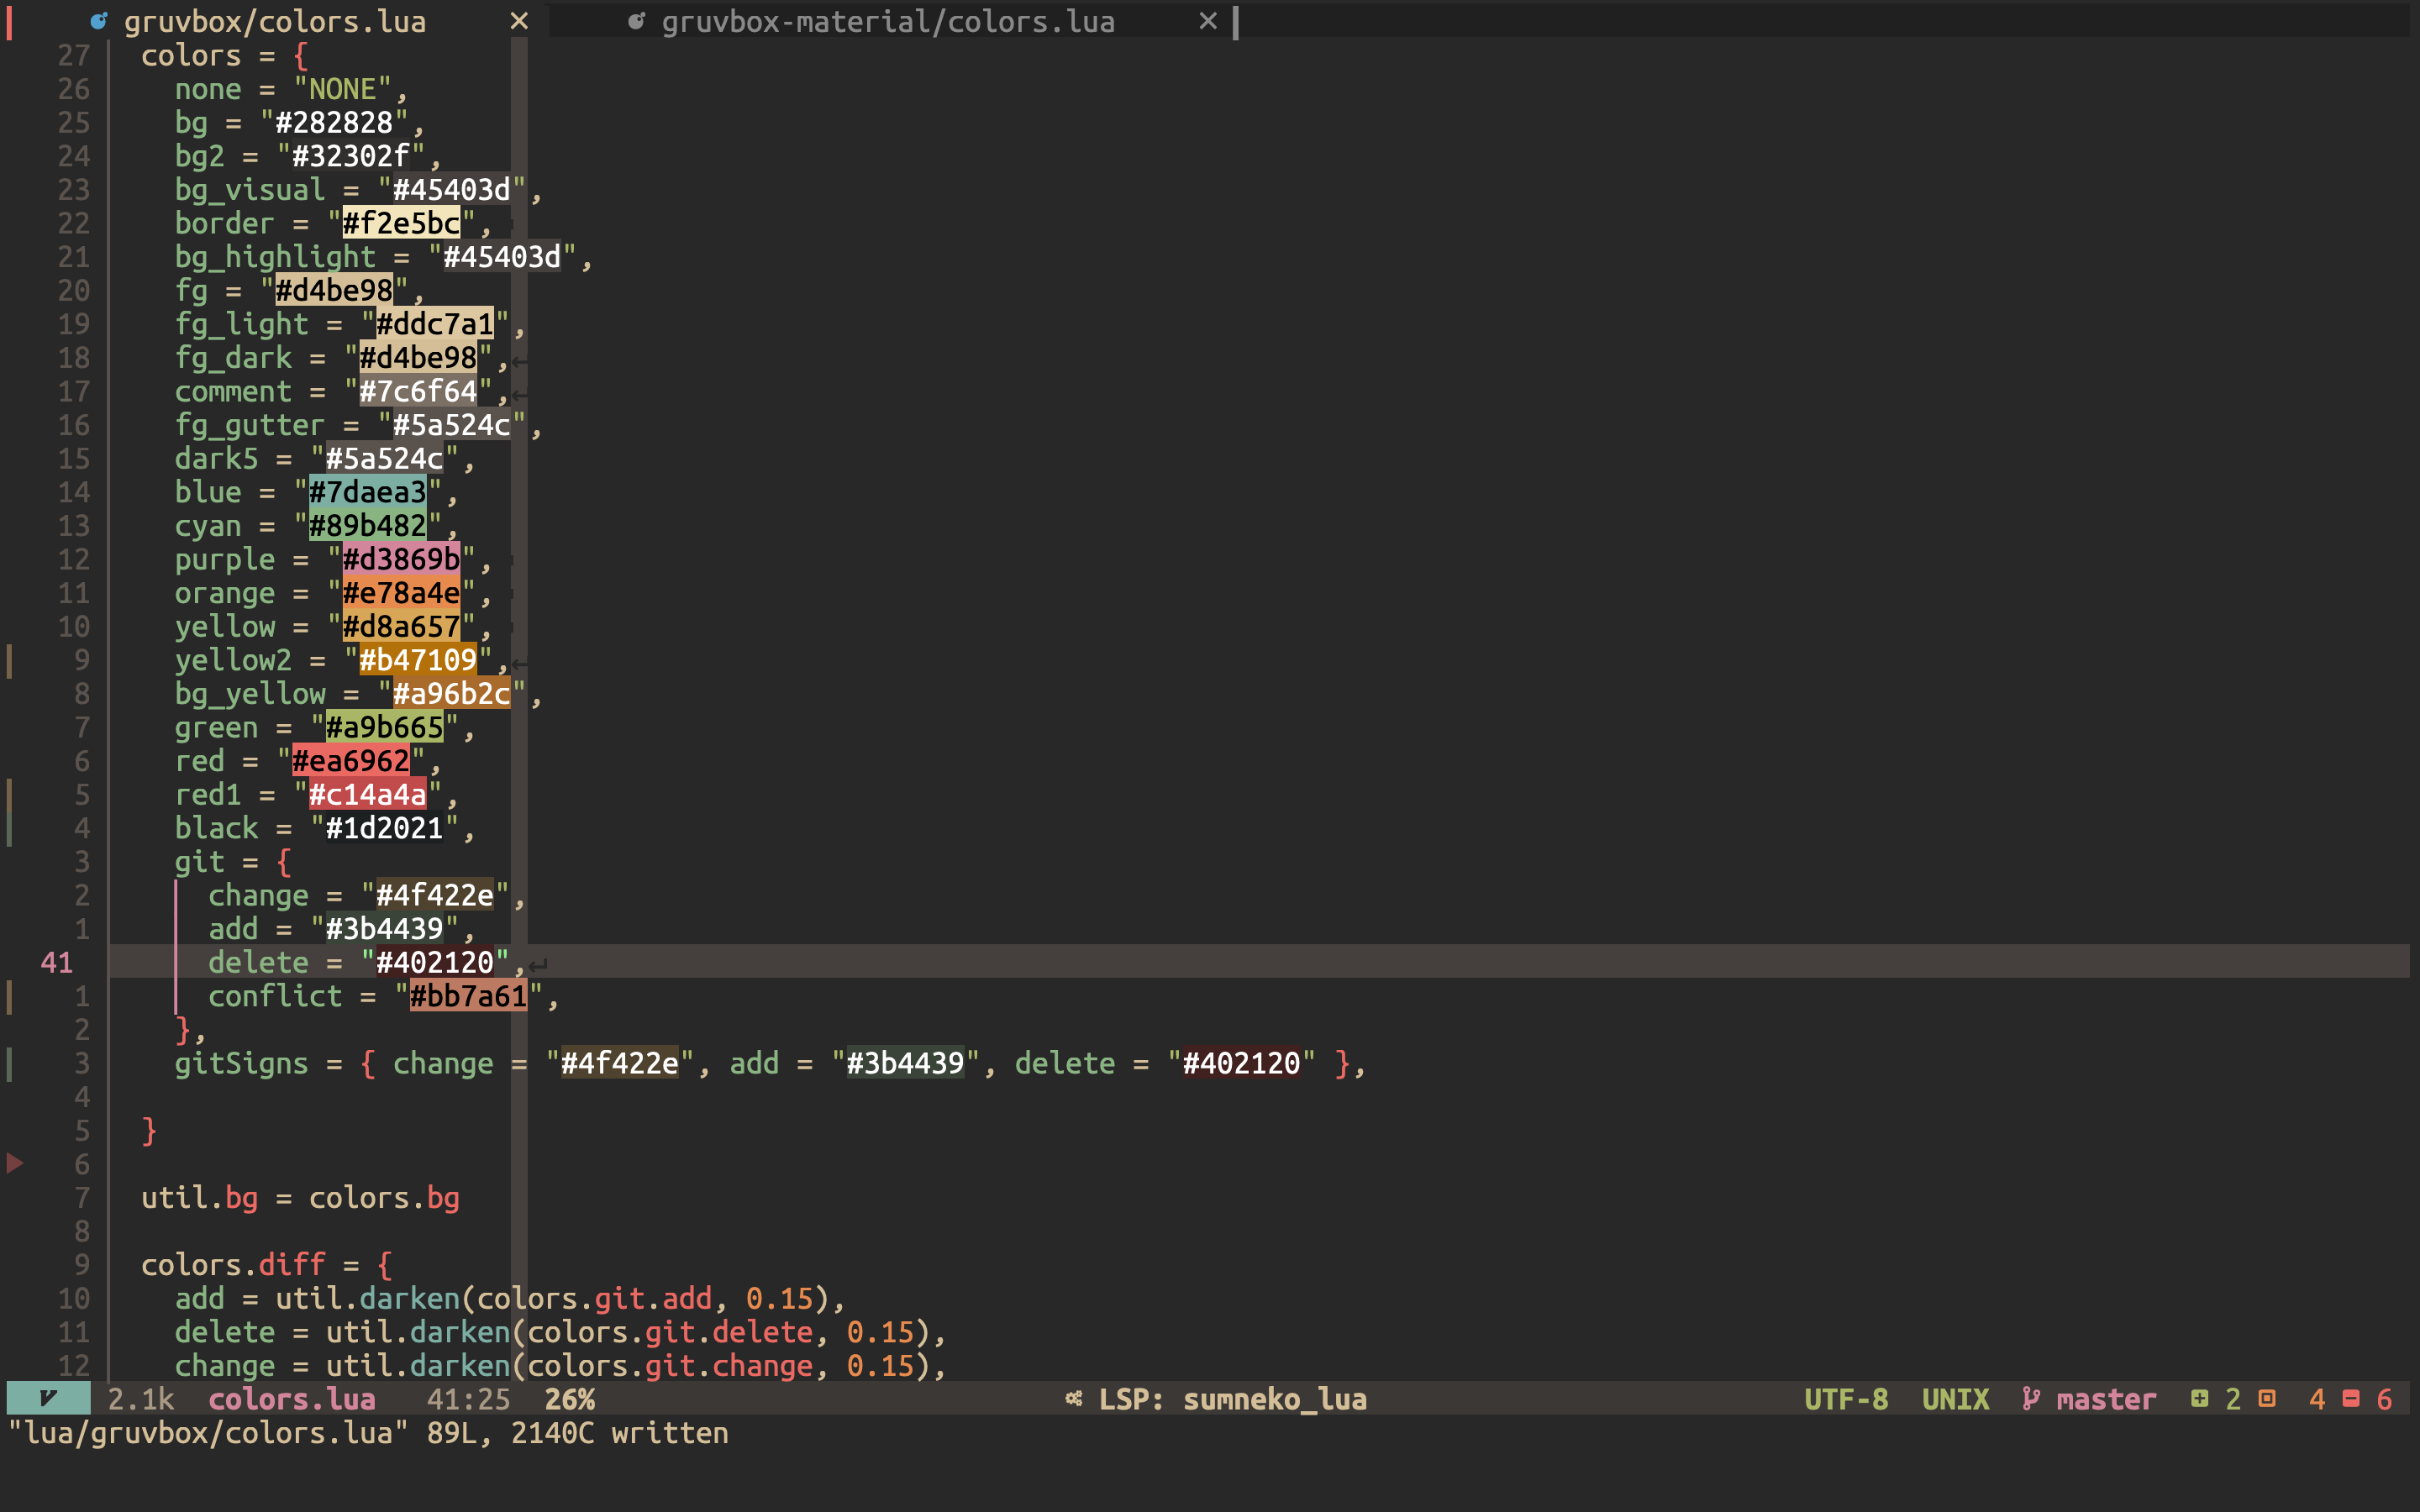 gruvbox/colors.lua × gruvbox-material/colors.lua ×
27 colors = {
26 none = "NONE",
25 bg = "#282828",
24 bg2 = "#32302f",
23 bg_visual = "#45403d",
22 border = "#f2e5bc",
21 bg_highlight = "#45403d",
20 fg = "#d4be98",
19 fg_light = "#ddc7a1",
18 fg_dark = "#d4be98",↵
17 comment = "#7c6f64",↵
16 fg_gutter = "#5a524c",
15 dark5 = "#5a524c",
14 blue = "#7daea3",
13 cyan = "#89b482",
12 purple = "#d3869b",
11 orange = "#e78a4e",
10 yellow = "#d8a657",
9 yellow2 = "#b47109",↵
8 bg_yellow = "#a96b2c",
7 green = "#a9b665",
6 red = "#ea6962",
5 red1 = "#c14a4a",
4 black = "#1d2021",
3 git = {
2 change = "#4f422e",
1 add = "#3b4439",
41 delete = "#402120",↵
1 conflict = "#bb7a61",
2 },
3 gitSigns = { change = "#4f422e", add = "#3b4439", delete = "#402120" },
4
5 }
6
7 util.bg = colors.bg
8
9 colors.diff = {
10 add = util.darken(colors.git.add, 0.15),
11 delete = util.darken(colors.git.delete, 0.15),
12 change = util.darken(colors.git.change, 0.15),
2.1k colors.lua 41:25 26% LSP: sumneko_lua UTF-8 UNIX master 2 4 6
"lua/gruvbox/colors.lua" 89L, 2140C written